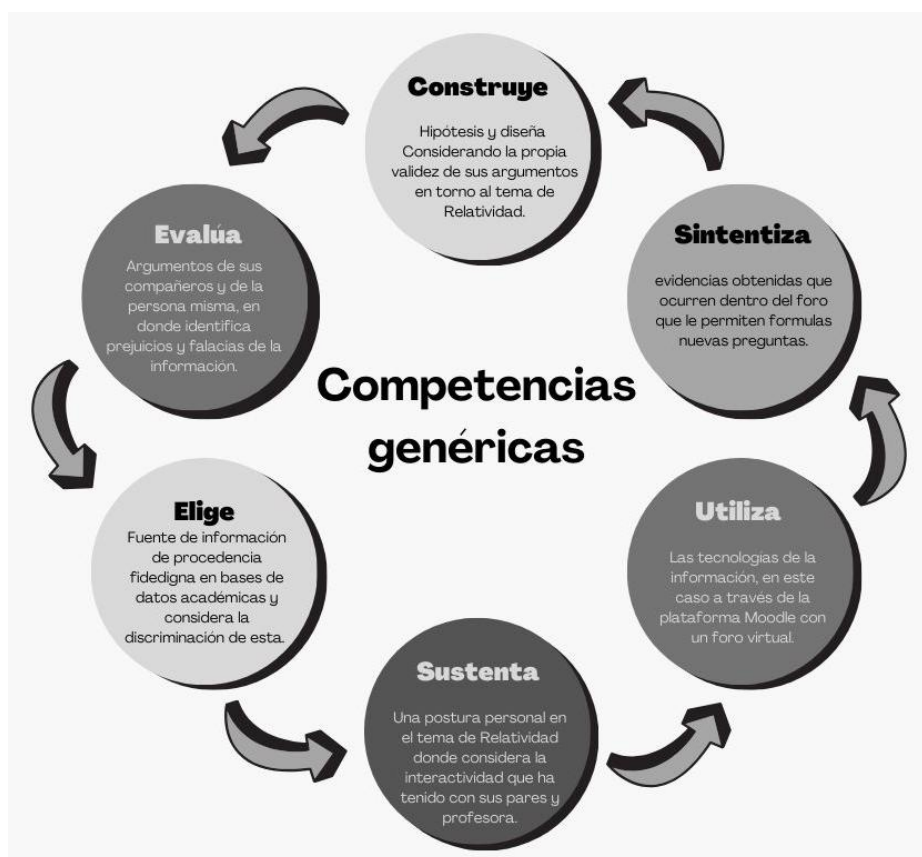 Construye
Hipótesis y diseña
Considerando la propia
validez de sus argumentos
en torno al tema de
Relatividad.
Evalúa
Argumentos de sus
compañeros y de la
persona misma, en
donde identifica
prejuicios y falacias de la
información.
Elige
Fuente de información
de procedencia
fidedigna en bases de
datos académicas y
considera la
discriminación de esta.
Sustenta
Una postura personal en
el tema de Relatividad
donde considera la
interactividad que ha
tenido con sus pares y
profesora.
Utiliza
Las tecnologías de la
información, en este
caso a través de la
plataforma Moodle con
un foro virtual.
Sintentiza
evidencias obtenidas que
ocurren dentro del foro
que le permiten formulas
nuevas preguntas.
Competencias
genéricas